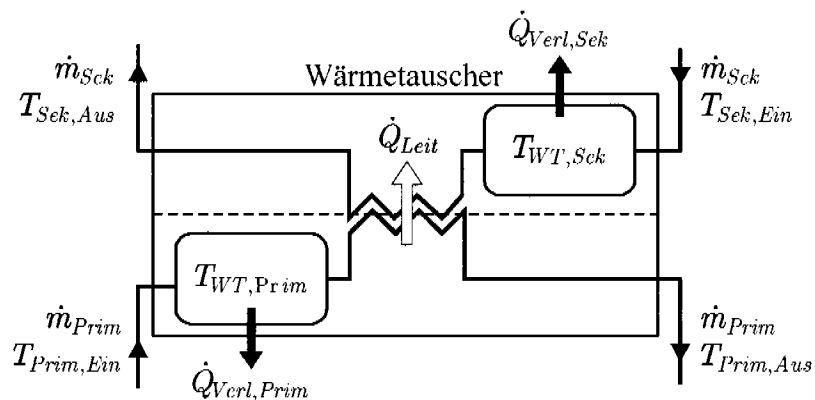 Q̇Verl,Sek
ṁSek
TSek,Aus
Wärmetauscher
ṁSek
TSek,Ein
Q̇Leit
TWT,Sek
TWT,Prim
ṁPrim
TPrim,Ein
Q̇Verl,Prim
ṁPrim
TPrim,Aus